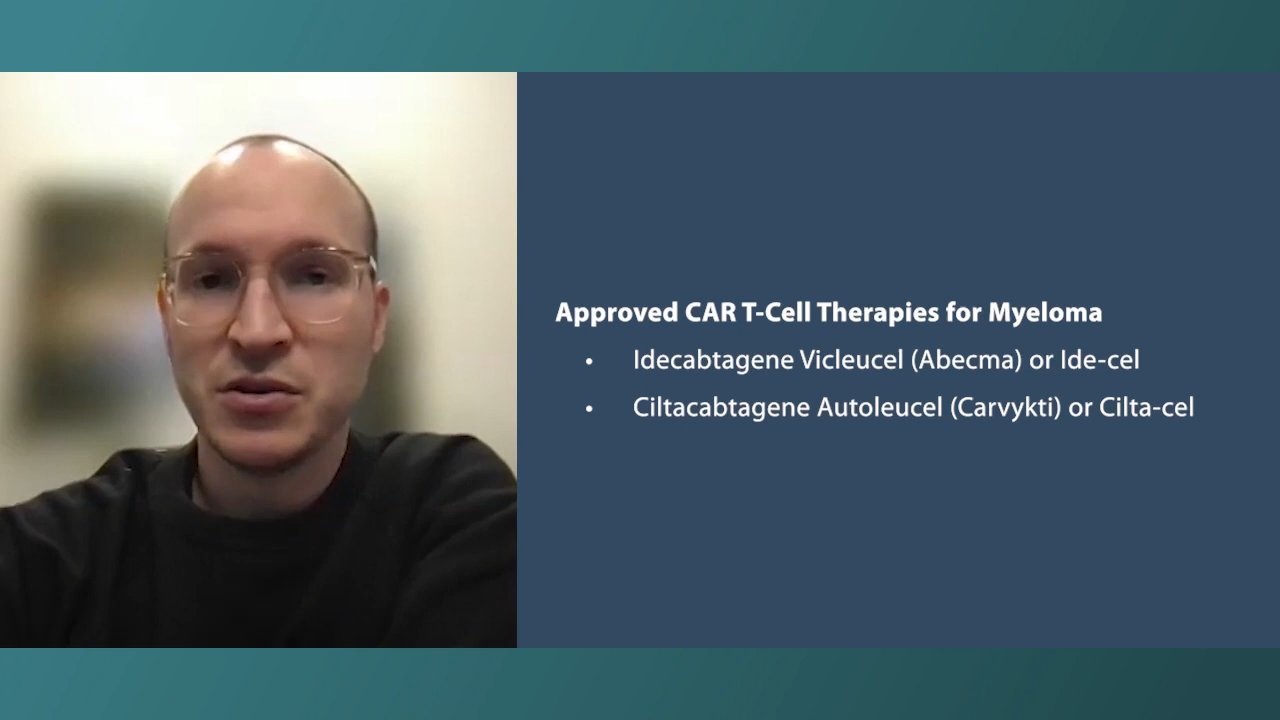 Approved CAR T-Cell Therapies for Myeloma
• Idecabtagene Vicleucel (Abecma) or Ide-cel
• Ciltacabtagene Autoleucel (Carvykti) or Cilta-cel